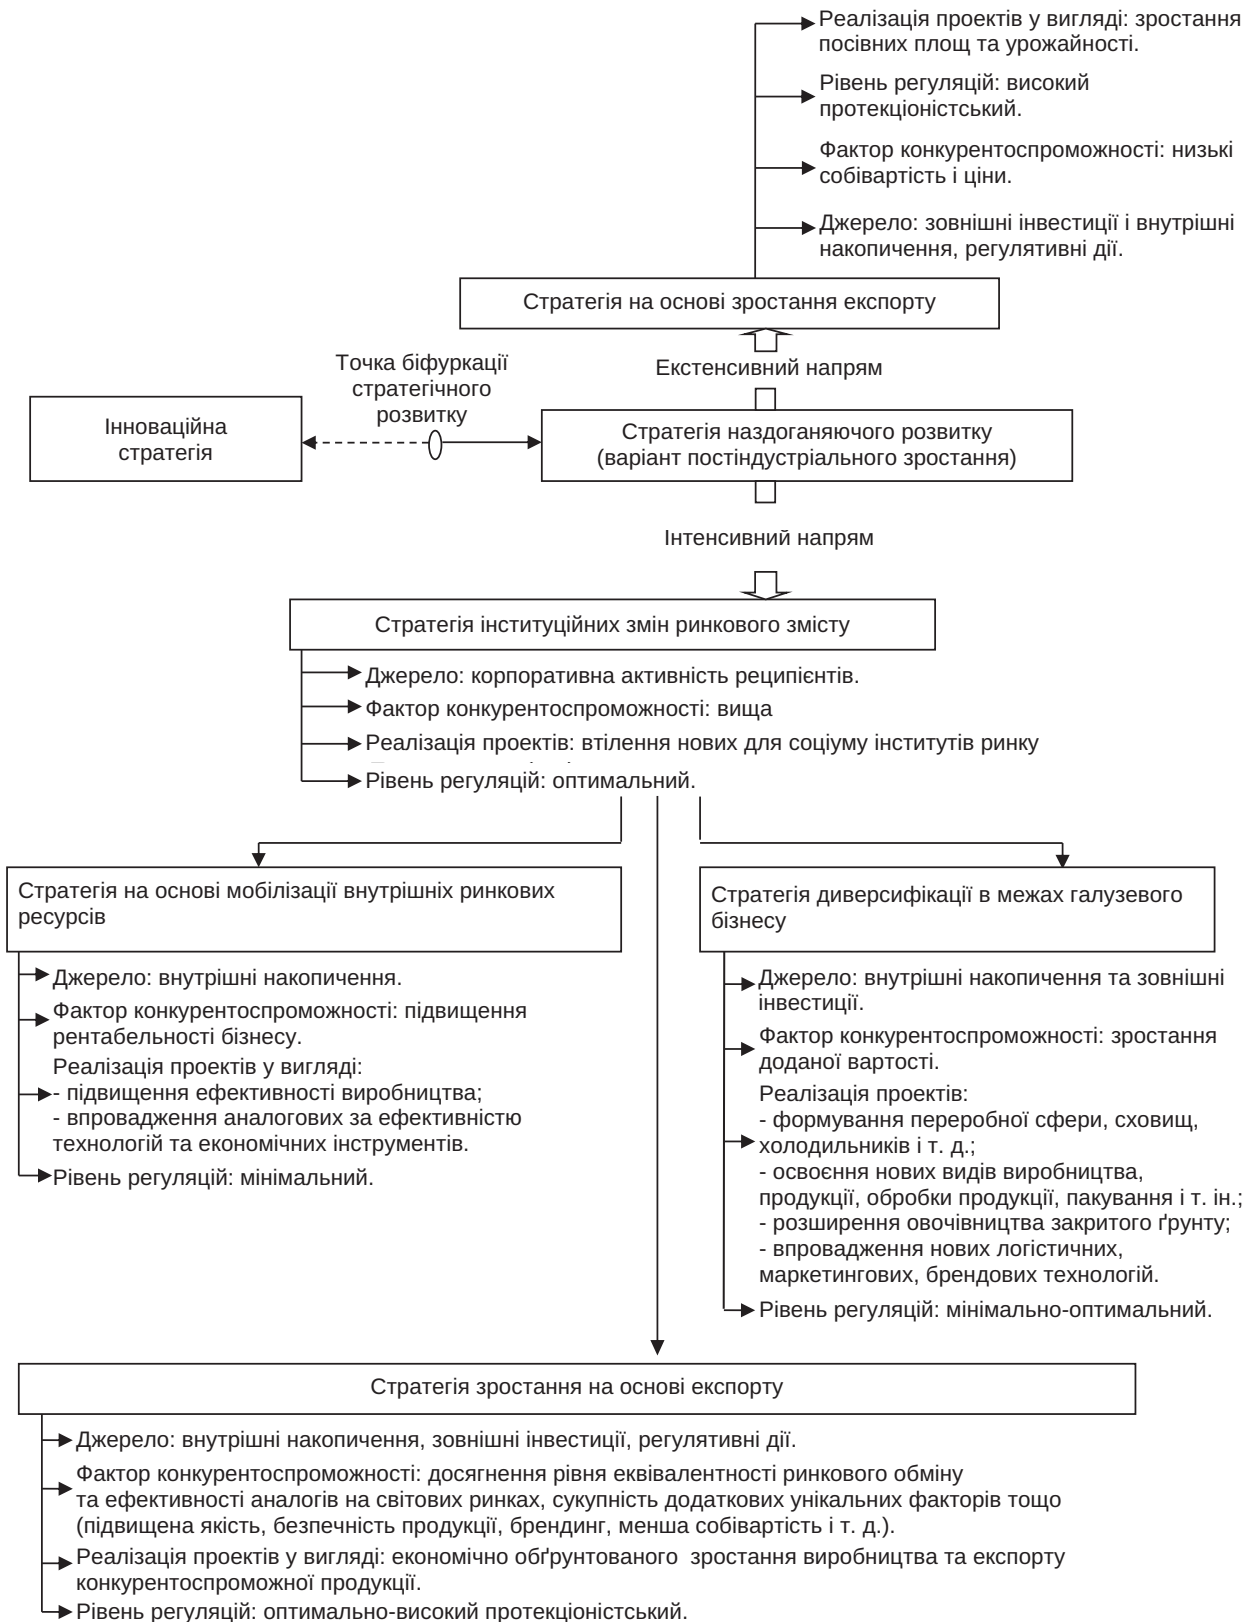 Реалізація проектів у вигляді: зростання
посівних площ та урожайності.
Рівень регуляцій: високий
протекціоністський.
Фактор конкурентоспроможності: низькі
собівартість і ціни.
Джерело: зовнішні інвестиції і внутрішні
накопичення, регулятивні дії.
Стратегія на основі зростання експорту
Точка біфуркації
стратегічного
розвитку
Екстенсивний напрям
Інноваційна
стратегія
Стратегія наздоганяючого розвитку
(варіант постіндустріального зростання)
Інтенсивний напрям
Стратегія інституційних змін ринкового змісту
Джерело: корпоративна активність реципієнтів.
Фактор конкурентоспроможності: вища
Реалізація проектів: втілення нових для соціуму інститутів ринку
Рівень регуляцій: оптимальний.
Стратегія на основі мобілізації внутрішніх ринкових
ресурсів
Джерело: внутрішні накопичення.
Фактор конкурентоспроможності: підвищення
рентабельності бізнесу.
Реалізація проектів у вигляді:
- підвищення ефективності виробництва;
- впровадження аналогових за ефективністю
технологій та економічних інструментів.
Рівень регуляцій: мінімальний.
Стратегія диверсифікації в межах галузевого
бізнесу
Джерело: внутрішні накопичення та зовнішні
інвестиції.
Фактор конкурентоспроможності: зростання
доданої вартості.
Реалізація проектів:
- формування переробної сфери, сховищ,
холодильників і т. д.;
- освоєння нових видів виробництва,
продукції, обробки продукції, пакування і т. ін.;
- розширення овочівництва закритого ґрунту;
- впровадження нових логістичних,
маркетингових, брендових технологій.
Рівень регуляцій: мінімально-оптимальний.
Стратегія зростання на основі експорту
Джерело: внутрішні накопичення, зовнішні інвестиції, регулятивні дії.
Фактор конкурентоспроможності: досягнення рівня еквівалентності ринкового обміну
та ефективності аналогів на світових ринках, сукупність додаткових унікальних факторів тощо
(підвищена якість, безпечність продукції, брендинг, менша собівартість і т. д.).
Реалізація проектів у вигляді: економічно обґрунтованого зростання виробництва та експорту
конкурентоспроможної продукції.
Рівень регуляцій: оптимально-високий протекціоністський.